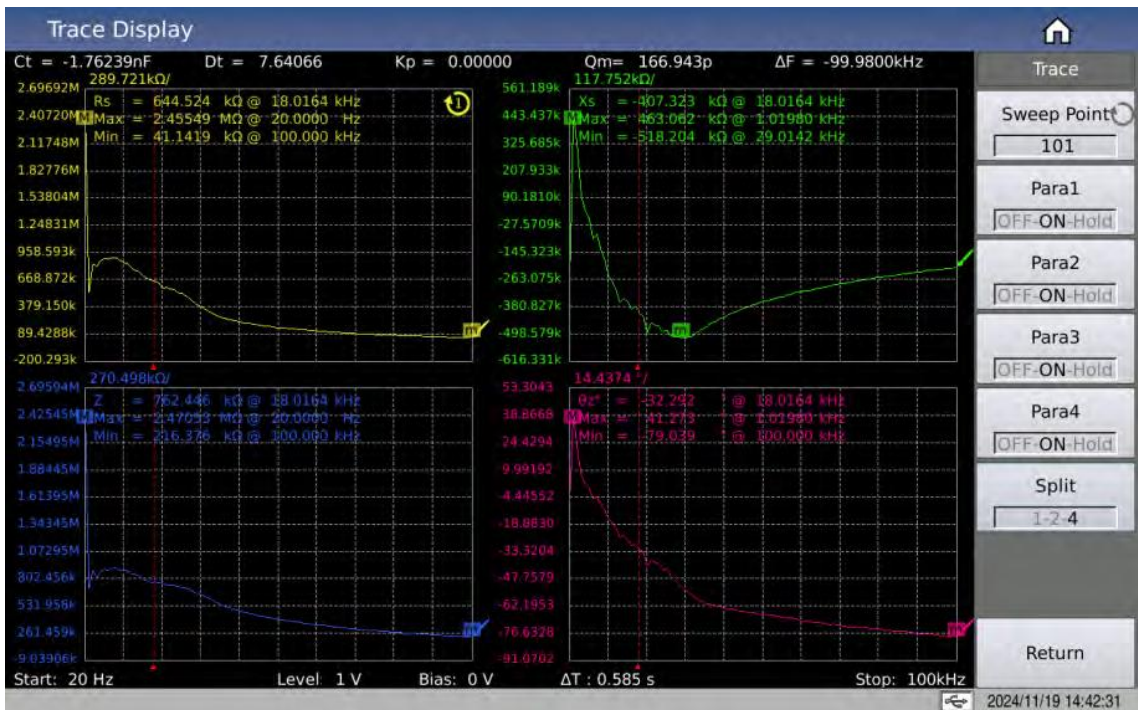 Trace Display
Ct = -1.76239nF Dt = 7.64066 Kp = 0.00000 Qm= 166.943p ΔF = -99.9800kHz
289.721kΩ/
2.69692M
2.40720M
2.11748M
1.82776M
1.53804M
1.24831M
958.593k
668.872k
379.150k
89.4288k
-200.293k
Rs = 644.524 kΩ @ 18.0164 kHz
M Max = 2.45549 MΩ @ 20.0000 Hz
Min = 41.1419 kΩ @ 100.000 kHz
1
m
117.752kΩ/
561.189k
443.437k
325.685k
207.933k
90.1810k
-27.5709k
-145.323k
-263.075k
-380.827k
-498.579k
-616.331k
Xs = -407.323 kΩ @ 18.0164 kHz
M Max = 463.062 kΩ @ 1.01980 kHz
Min = -518.204 kΩ @ 29.0142 kHz
m
270.498kΩ/
2.69594M
2.42545M
2.15495M
1.88445M
1.61395M
1.34345M
1.07295M
802.456k
531.958k
261.459k
-9.03906k
Z = 762.446 kΩ @ 18.0164 kHz
M Max = 2.47053 MΩ @ 20.0000 Hz
Min = 216.376 kΩ @ 100.000 kHz
m
14.4374 °/
53.3043
38.8668
24.4294
9.99192
-4.44552
-18.8830
-33.3204
-47.7579
-62.1953
-76.6328
-91.0702
θz° = -32.292 ° @ 18.0164 kHz
M Max = 41.273 ° @ 1.01980 kHz
Min = -79.039 ° @ 100.000 kHz
m
Start: 20 Hz Level: 1 V Bias: 0 V ΔT : 0.585 s Stop: 100kHz
Trace
Sweep Point
101
Para1
OFF-ON-Hold
Para2
OFF-ON-Hold
Para3
OFF-ON-Hold
Para4
OFF-ON-Hold
Split
1-2-4
Return
2024/11/19 14:42:31